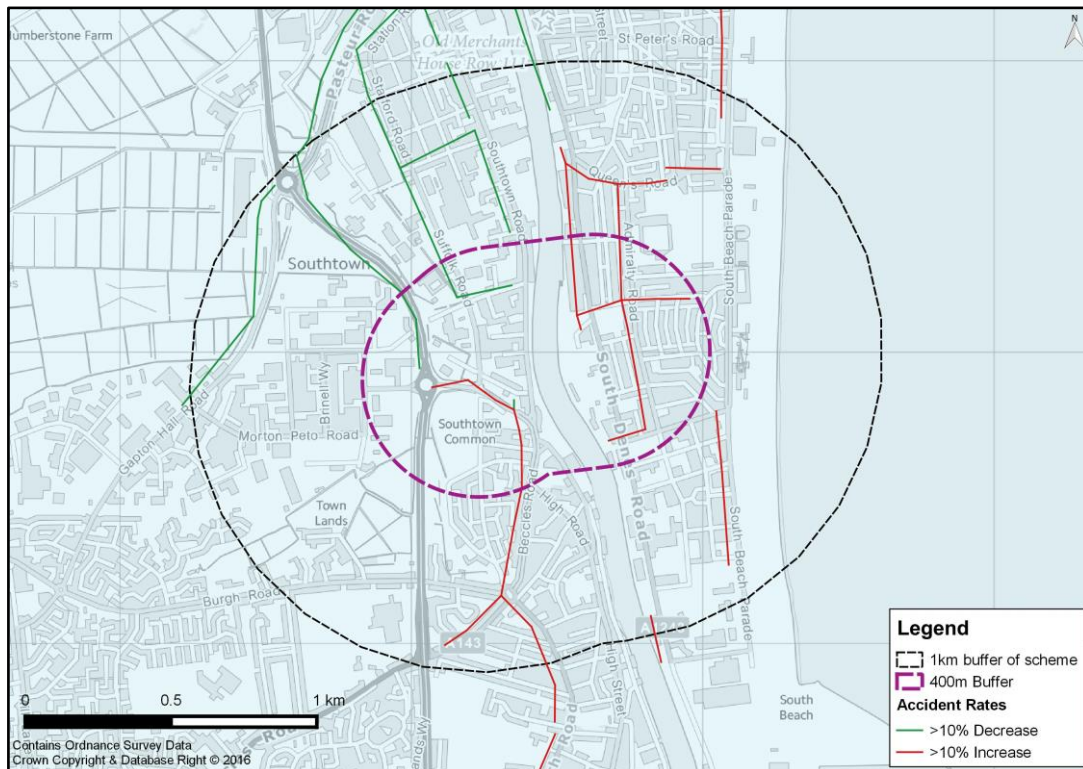 umberstone Farm
Pasteur Road
Station Road
Old Merchants
House Row 111
Street
St Peter's Road
N
Stafford Road
Southtown Road
Queen's Road
Admiralty Road
South Beach Parade
Suffolk Road
Southtown
Brinell Wy
Gapton Hall Road
Morton Peto Road
Southtown
Common
South Denes Road
Town
Lands
Beccles Road
High Road
South Beach Parade
Burgh Road
A143
High Street
South
Beach
0 0.5 1 km
Contains Ordnance Survey Data
Crown Copyright & Database Right © 2016
Legend
1km buffer of scheme
400m Buffer
Accident Rates
>10% Decrease
>10% Increase